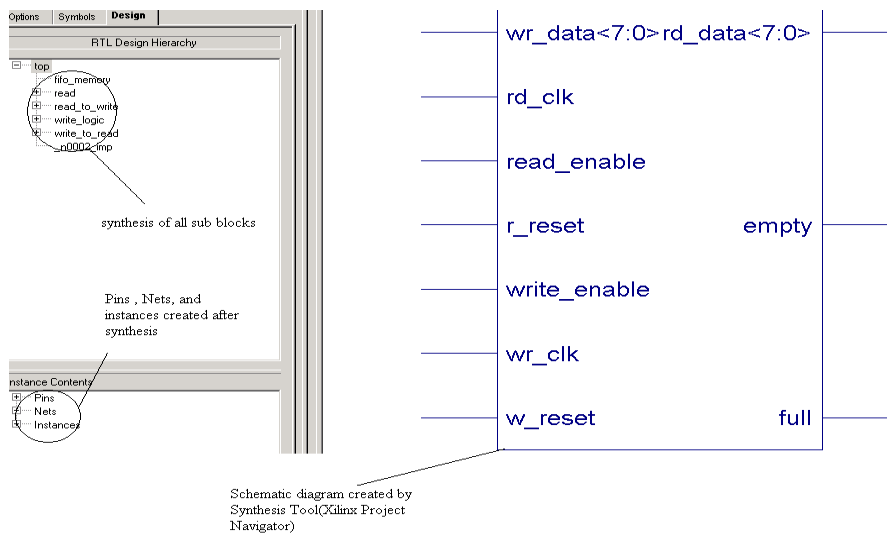 Options Symbols Design
RTL Design Hierarchy
top
fifo_memory
read
read_to_write
write_logic
write_to_read
_n0002_imp
synthesis of all sub blocks
Pins , Nets, and
instances created after
synthesis
nstance Contents
Pins
Nets
Instances
wr_data<7:0> rd_data<7:0>
rd_clk
read_enable
r_reset empty
write_enable
wr_clk
w_reset full
Schematic diagram created by
Synthesis Tool(Xilinx Project
Navigator)